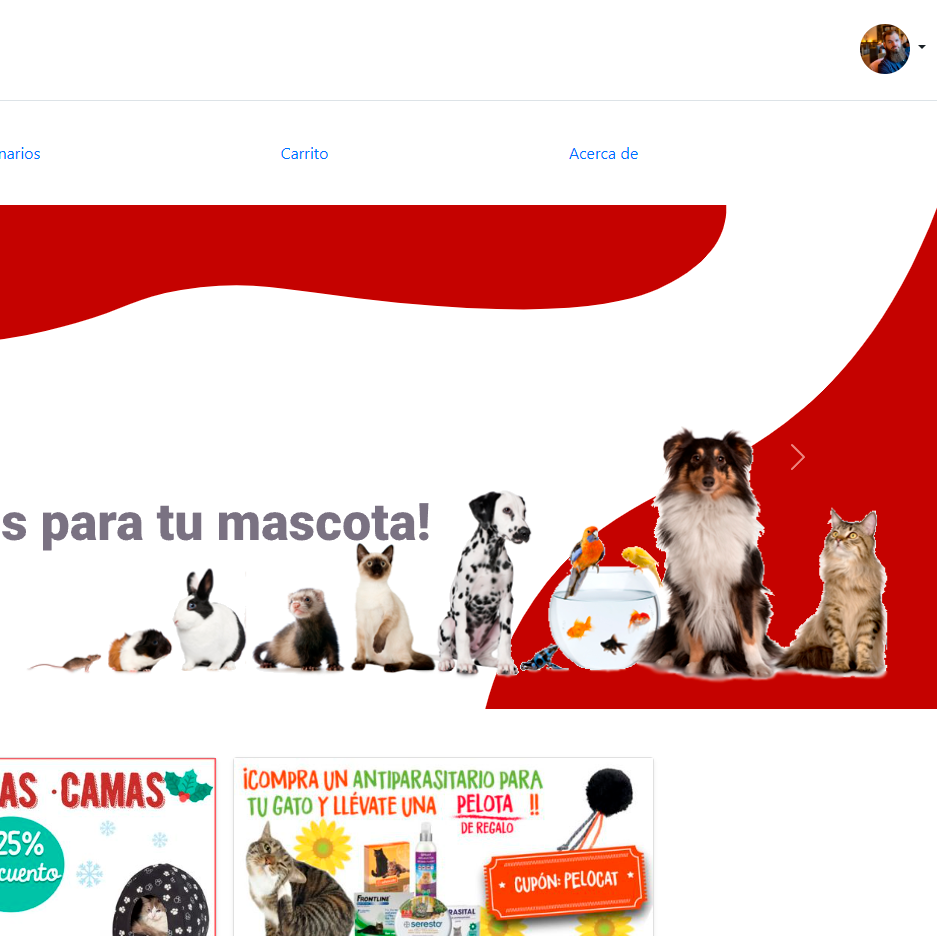 narios
Carrito
Acerca de
s para tu mascota!
AS · CAMAS
25%
cuento
¡COMPRA UN ANTIPARASITARIO PARA
TU GATO Y LLÉVATE UNA PELOTA !!
DE REGALO
CUPÓN: PELOCAT
FRONTLINE
seresto